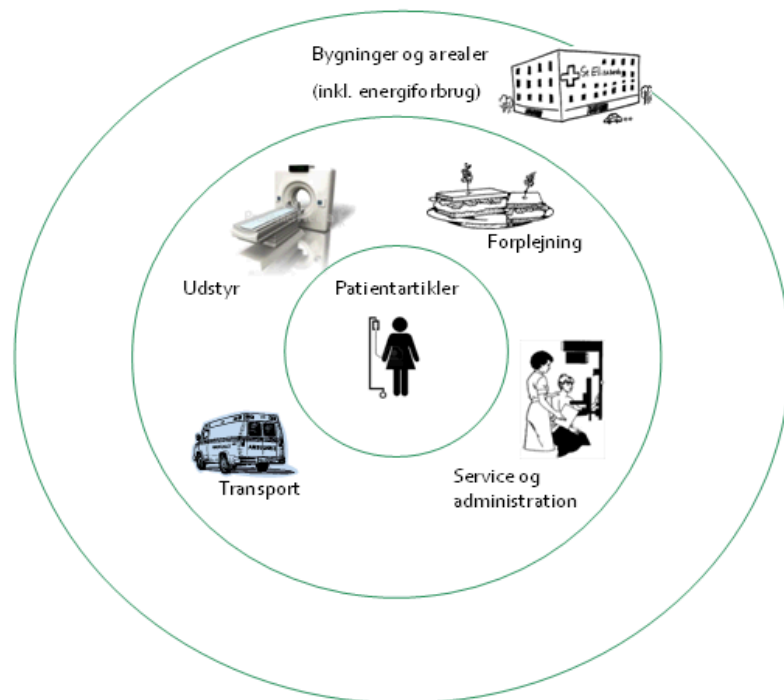 Bygninger og arealer
(inkl. energiforbrug)
Forplejning
Udstyr
Patientartikler
Transport
Service og
administration